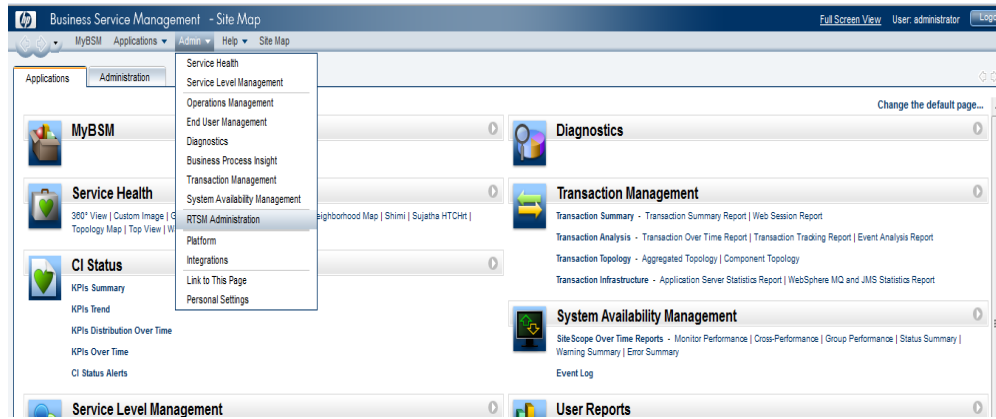 hp Business Service Management - Site Map
Full Screen View User: administrator Logo
MyBSM Applications Admin Help Site Map
Applications Administration
Service Health
Service Level Management
Operations Management
End User Management
Diagnostics
Business Process Insight
Transaction Management
System Availability Management
RTSM Administration
Platform
Integrations
Link to This Page
Personal Settings
Change the default page...
MyBSM
Service Health
360° View | Custom Image | G
eighborhood Map | Shimi | Sujatha HTCHrt |
Topology Map | Top View | W
CI Status
KPIs Summary
KPIs Trend
KPIs Distribution Over Time
KPIs Over Time
CI Status Alerts
Service Level Management
Diagnostics
Transaction Management
Transaction Summary - Transaction Summary Report | Web Session Report
Transaction Analysis - Transaction Over Time Report | Transaction Tracking Report | Event Analysis Report
Transaction Topology - Aggregated Topology | Component Topology
Transaction Infrastructure - Application Server Statistics Report | WebSphere MQ and JMS Statistics Report
System Availability Management
SiteScope Over Time Reports - Monitor Performance | Cross-Performance | Group Performance | Status Summary |
Warning Summary | Error Summary
Event Log
User Reports